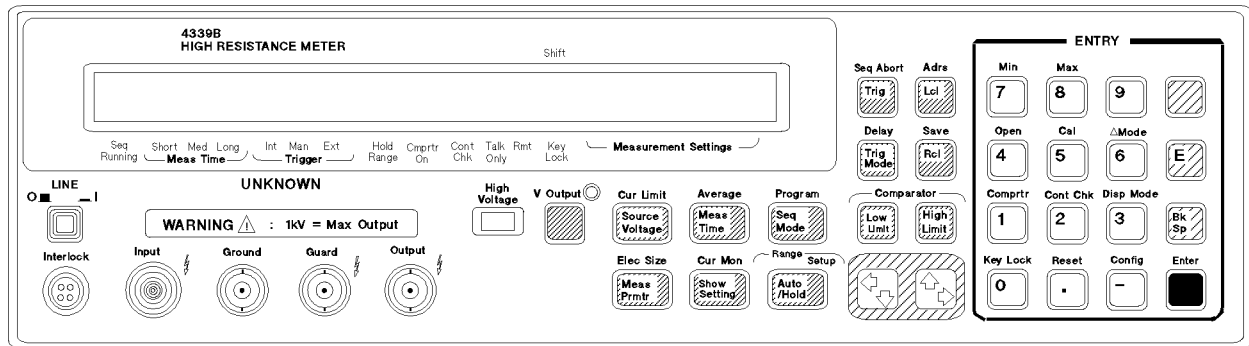 4339B
HIGH RESISTANCE METER
Shift
Seq Running
Short Med Long
Meas Time
Int Man Ext
Trigger
Hold Range
Cmprtr On
Cont Chk
Talk Only
Rmt
Key Lock
Measurement Settings
LINE
O I
UNKNOWN
WARNING ! : 1kV = Max Output
High Voltage
V Output
Interlock
Input
Ground
Guard
Output
Cur Limit
Source Voltage
Average
Meas Time
Program
Seq Mode
Elec Size
Meas Prmtr
Cur Mon
Show Setting
Range Setup
Auto /Hold
Seq Abort
Trig
Adrs
Lcl
Delay
Trig Mode
Save
Rcl
Comparator
Low Limit
High Limit
ENTRY
Min
7
Max
8
9
Open
4
Cal
5
△Mode
6
E
Comprtr
1
Cont Chk
2
Disp Mode
3
Bk Sp
Key Lock
0
Reset
.
Config
−
Enter